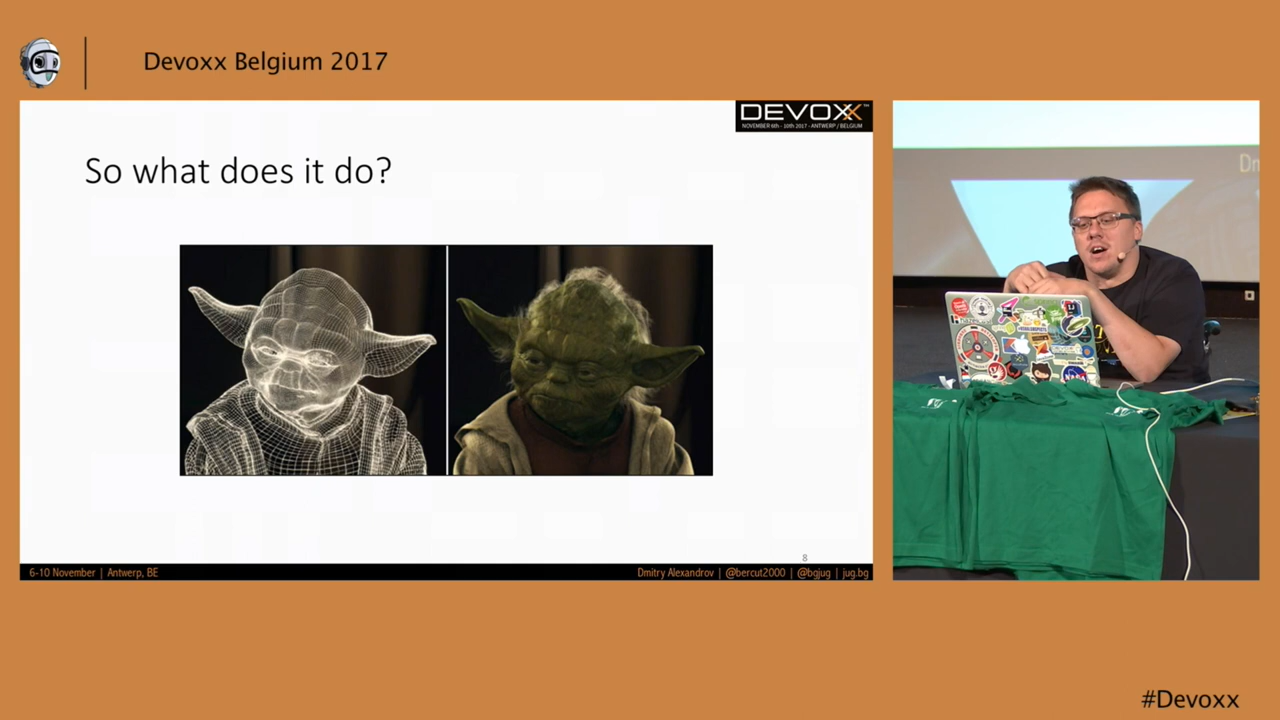 Devoxx Belgium 2017
DEVOXX™
NOVEMBER 6th - 10th 2017 - ANTWERP / BELGIUM
So what does it do?
8
6-10 November | Antwerp, BE
Dmitry Alexandrov | @bercut2000 | @bgjug | jug.bg
#Devoxx